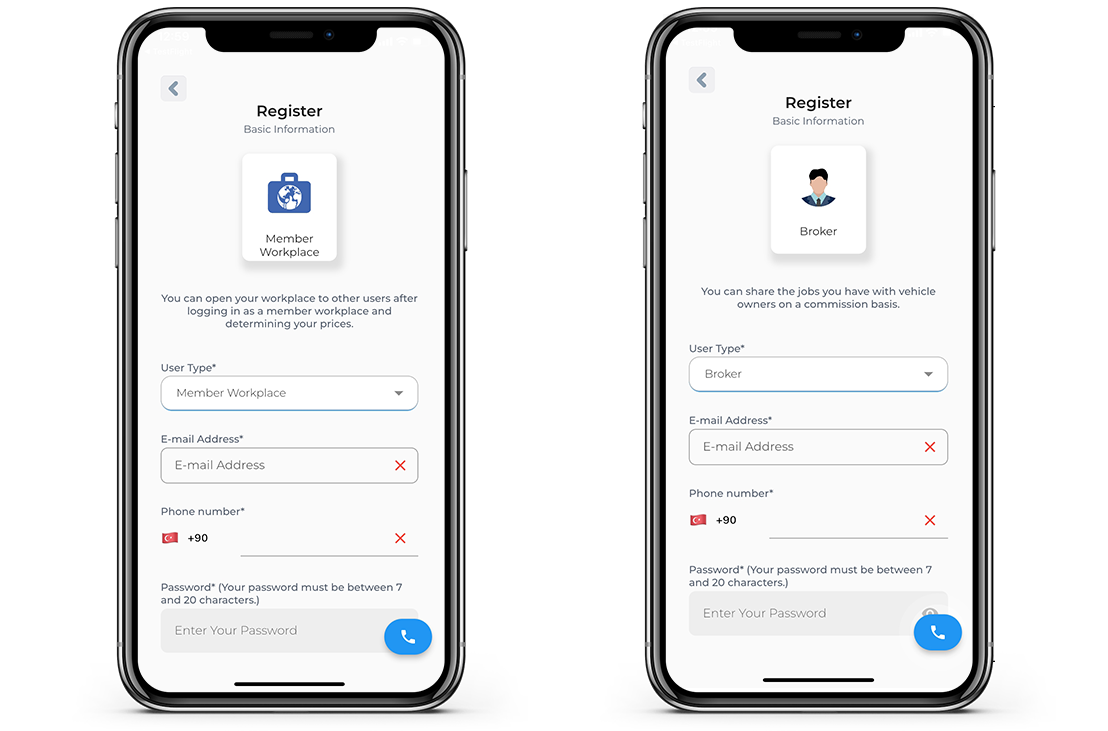 Register
Basic Information
Member
Workplace
You can open your workplace to other users after
logging in as a member workplace and
determining your prices.
User Type*
Member Workplace
E-mail Address*
E-mail Address
Phone number*
+90
Password* (Your password must be between 7
and 20 characters.)
Enter Your Password
Register
Basic Information
Broker
You can share the jobs you have with vehicle
owners on a commission basis.
User Type*
Broker
E-mail Address*
E-mail Address
Phone number*
+90
Password* (Your password must be between 7
and 20 characters.)
Enter Your Password